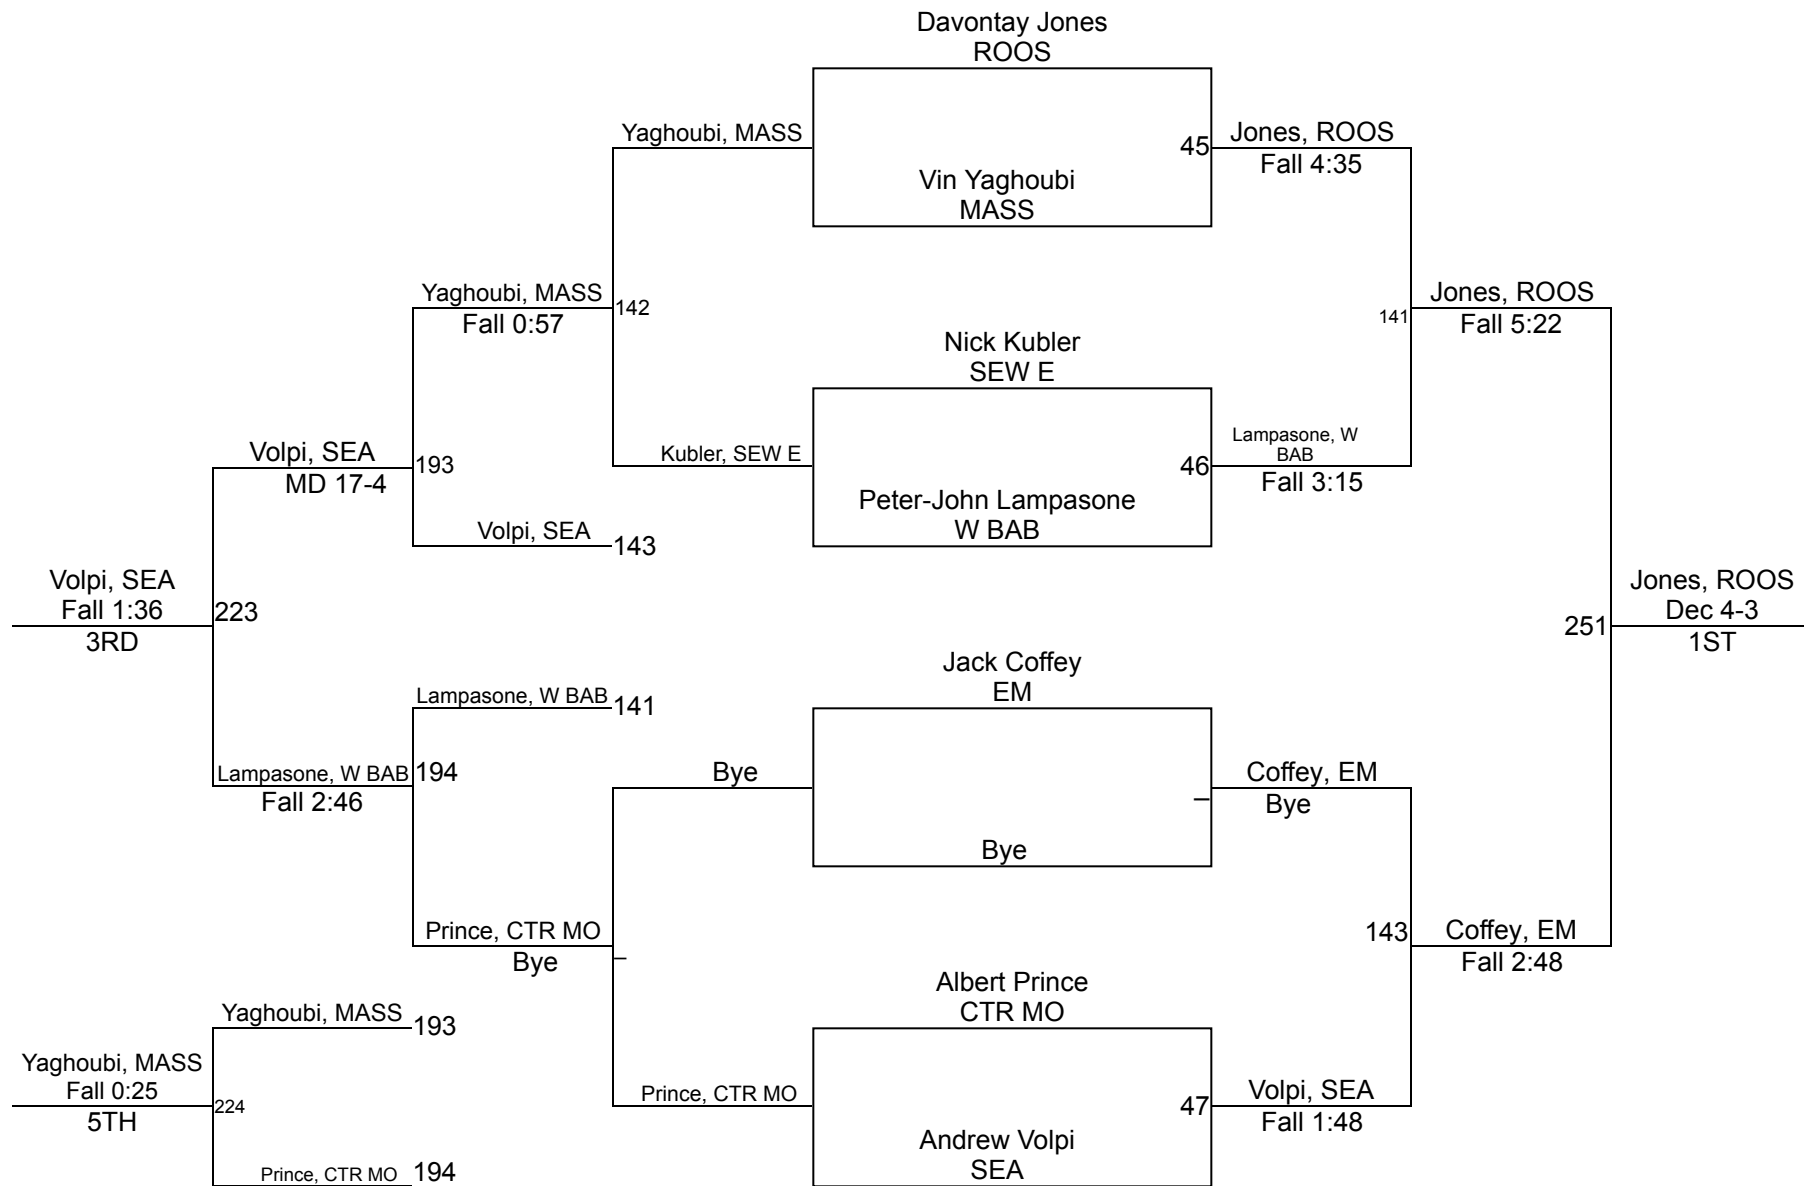 Davontay Jones
ROOS
Yaghoubi, MASS
45
Jones, ROOS
Fall 4:35
Vin Yaghoubi
MASS
Yaghoubi, MASS
Fall 0:57
142
141
Jones, ROOS
Fall 5:22
Nick Kubler
SEW E
Volpi, SEA
MD 17-4
193
Kubler, SEW E
46
Lampasone, W
BAB
Fall 3:15
Peter-John Lampasone
W BAB
Volpi, SEA
143
Volpi, SEA
Fall 1:36
3RD
223
251
Jones, ROOS
Dec 4-3
1ST
Jack Coffey
EM
Lampasone, W BAB
141
Lampasone, W BAB
Fall 2:46
194
Bye
–
Coffey, EM
Bye
Bye
Prince, CTR MO
Bye
–
143
Coffey, EM
Fall 2:48
Albert Prince
CTR MO
Yaghoubi, MASS
193
Yaghoubi, MASS
Fall 0:25
5TH
224
Prince, CTR MO
47
Volpi, SEA
Fall 1:48
Andrew Volpi
SEA
Prince, CTR MO
194